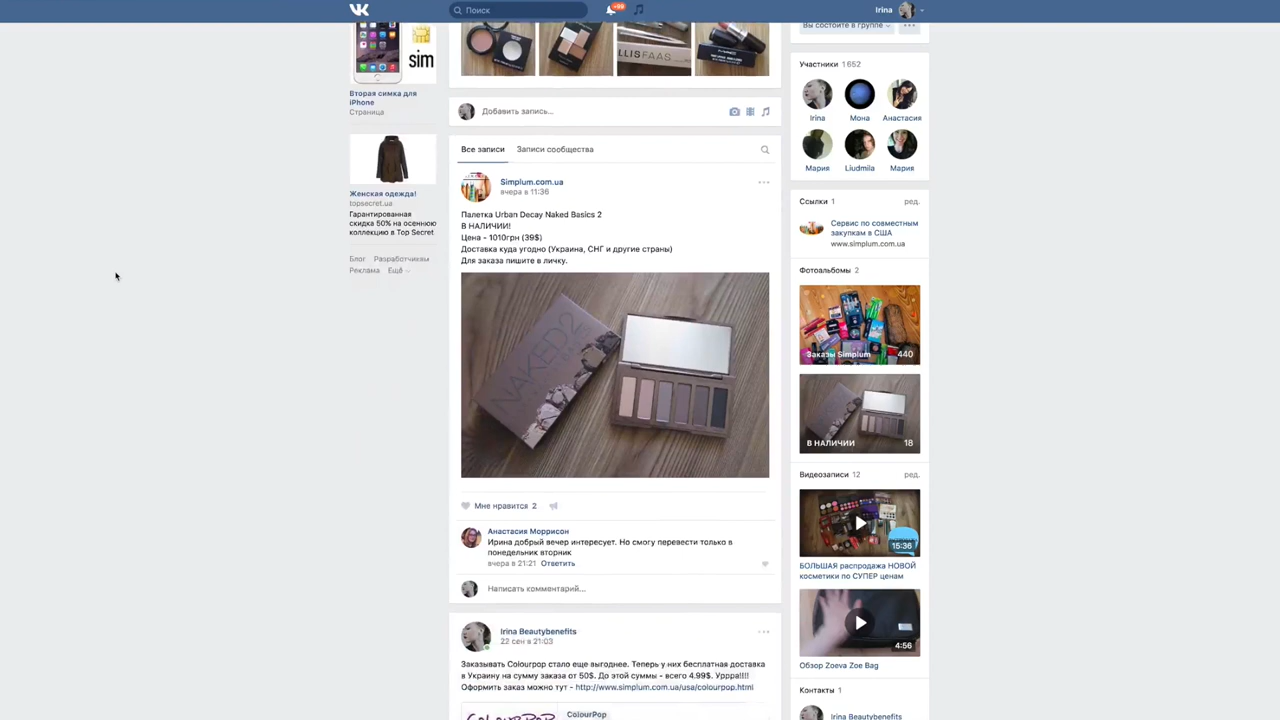 Поиск
+99
Irina
sim
Вторая симка для
iPhone
Страница
Женская одежда!
topsecret.ua
Гарантированная
скидка 50% на осеннюю
коллекцию в Top Secret
Блог Разработчикам
Реклама Ещё
LLISFAAS
Добавить запись...
Все записи Записи сообщества
Simplum.com.ua
вчера в 11:36
Палетка Urban Decay Naked Basics 2
В НАЛИЧИИ!
Цена - 1010грн (39$)
Доставка куда угодно (Украина, СНГ и другие страны)
Для заказа пишите в личку.
NAKED2
Мне нравится 2
Анастасия Моррисон
Ирина добрый вечер интересует. Но смогу перевести только в
понедельник вторник
вчера в 21:21 Ответить
Написать комментарий...
Irina Beautybenefits
22 сен в 21:03
Заказывать Colourpop стало еще выгоднее. Теперь у них бесплатная доставка
в Украину на сумму заказа от 50$. До этой суммы - всего 4.99$. Уррра!!!!
Оформить заказ можно тут - http://www.simplum.com.ua/usa/colourpop.html
COLOURPOP
ColourPop
Вы состоите в группе
Участники 1 652
Irina Мона Анастасия
Мария Liudmila Мария
Ссылки 1 ред.
Сервис по совместным
закупкам в США
www.simplum.com.ua
Фотоальбомы 2
Заказы Simplum 440
В НАЛИЧИИ 18
Видеозаписи 12 ред.
15:36
БОЛЬШАЯ распродажа НОВОЙ
косметики по СУПЕР ценам
4:56
Обзор Zoeva Zoe Bag
Контакты 1
Irina Beautybenefits